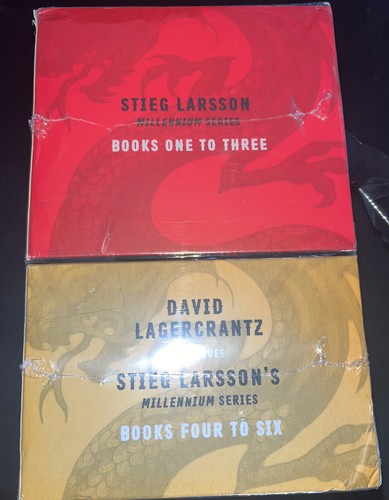 STIEG LARSSON
MILLENNIUM SERIES
BOOKS ONE TO THREE
DAVID
LAGERCRANTZ
STIEG LARSSON'S
MILLENNIUM SERIES
BOOKS FOUR TO SIX